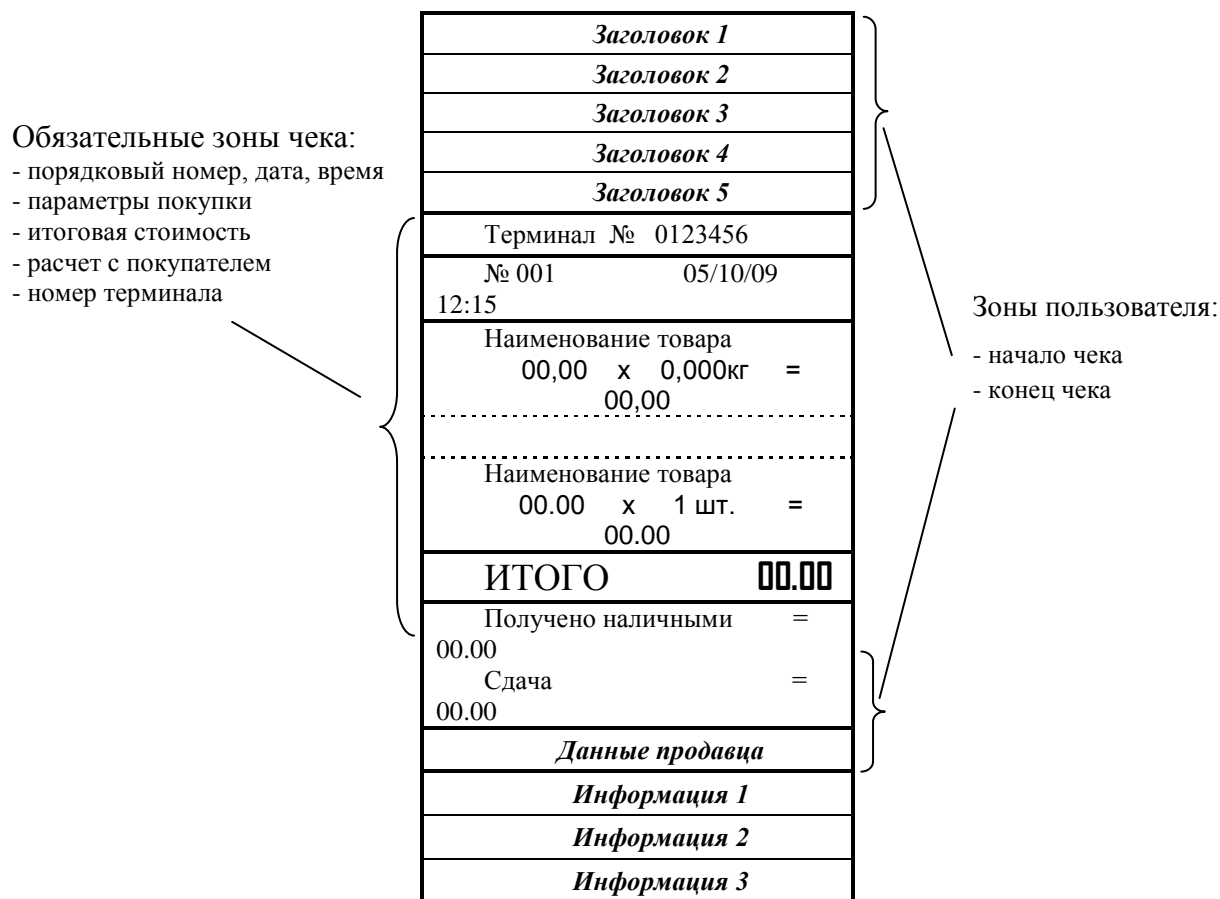 Заголовок 1
Заголовок 2
Заголовок 3
Заголовок 4
Заголовок 5
Обязательные зоны чека:
- порядковый номер, дата, время
- параметры покупки
- итоговая стоимость
- расчет с покупателем
- номер терминала
Терминал № 0123456
№ 001 05/10/09
12:15
Наименование товара
00,00 x 0,000кг =
00,00
Наименование товара
00.00 x 1 шт. =
00.00
ИТОГО 00.00
Получено наличными =
00.00
Сдача =
00.00
Данные продавца
Информация 1
Информация 2
Информация 3
Зоны пользователя:
- начало чека
- конец чека